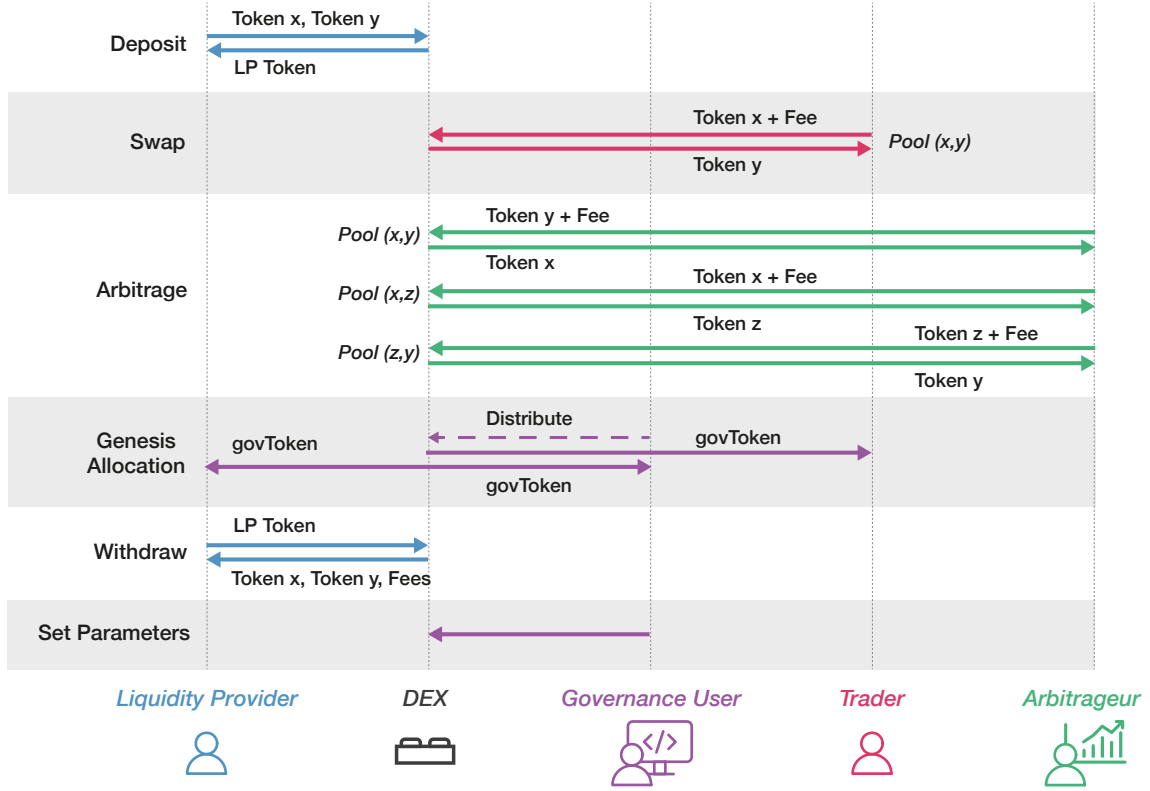 Token x, Token y
Deposit
LP Token
Token x + Fee
Swap
Pool (x,y)
Token y
Token y + Fee
Pool (x,y)
Token x
Token x + Fee
Arbitrage
Pool (x,z)
Token z
Token z + Fee
Pool (z,y)
Token y
Distribute
Genesis
Allocation
govToken
govToken
govToken
LP Token
Withdraw
Token x, Token y, Fees
Set Parameters
Liquidity Provider
DEX
Governance User
Trader
Arbitrageur
</>